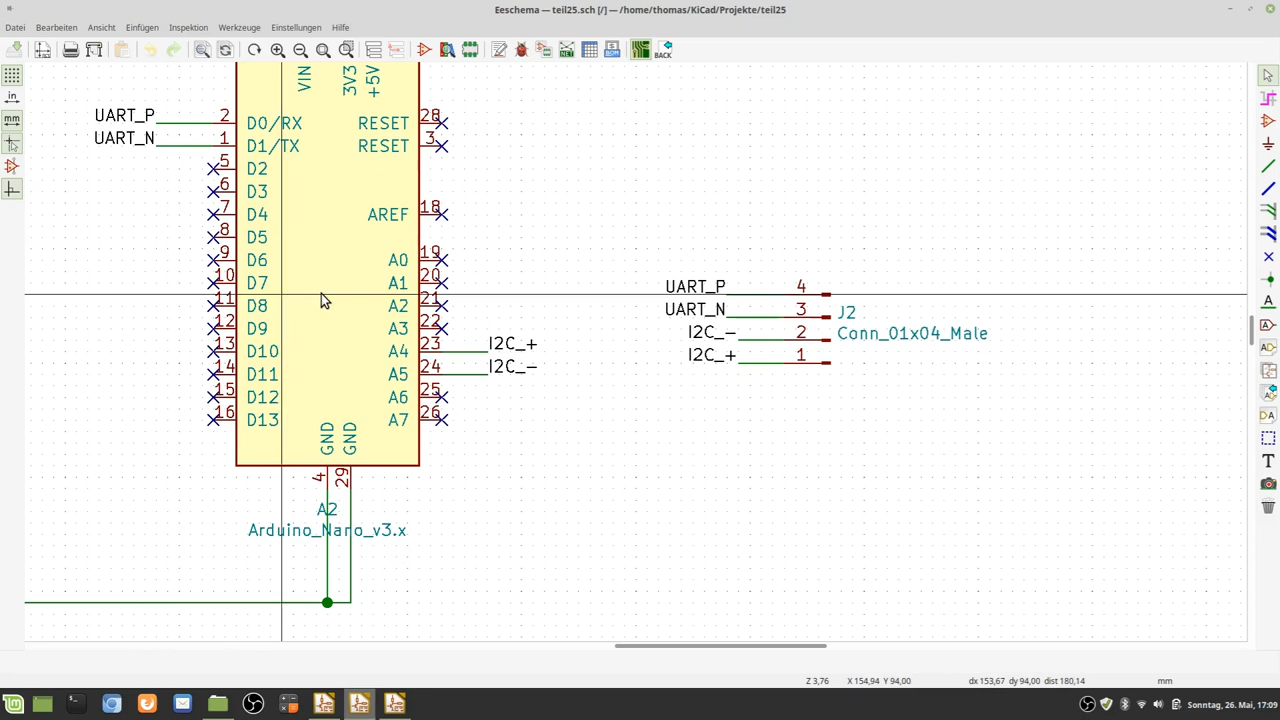 Eeschema — teil25.sch [/] — /home/thomas/KiCad/Projekte/teil25
Datei Bearbeiten Ansicht Einfügen Inspektion Werkzeuge Einstellungen Hilfe
BOM
BACK
in
mm
VIN 3V3 +5V
UART_P 2 D0/RX RESET 28
UART_N 1 D1/TX RESET 3
5 D2
6 D3
7 D4 AREF 18
8 D5
9 D6 A0 19
10 D7 A1 20
11 D8 A2 21
12 D9 A3 22
13 D10 A4 23 I2C_+
14 D11 A5 24 I2C_-
15 D12 A6 25
16 D13 A7 26
GND GND
4 29
A2
Arduino_Nano_v3.x
UART_P 4
UART_N 3 J2
I2C_- 2 Conn_01x04_Male
I2C_+ 1
Z 3,76 X 154,94 Y 94,00 dx 153,67 dy 94,00 dist 180,14 mm
Sonntag, 26. Mai, 17:09